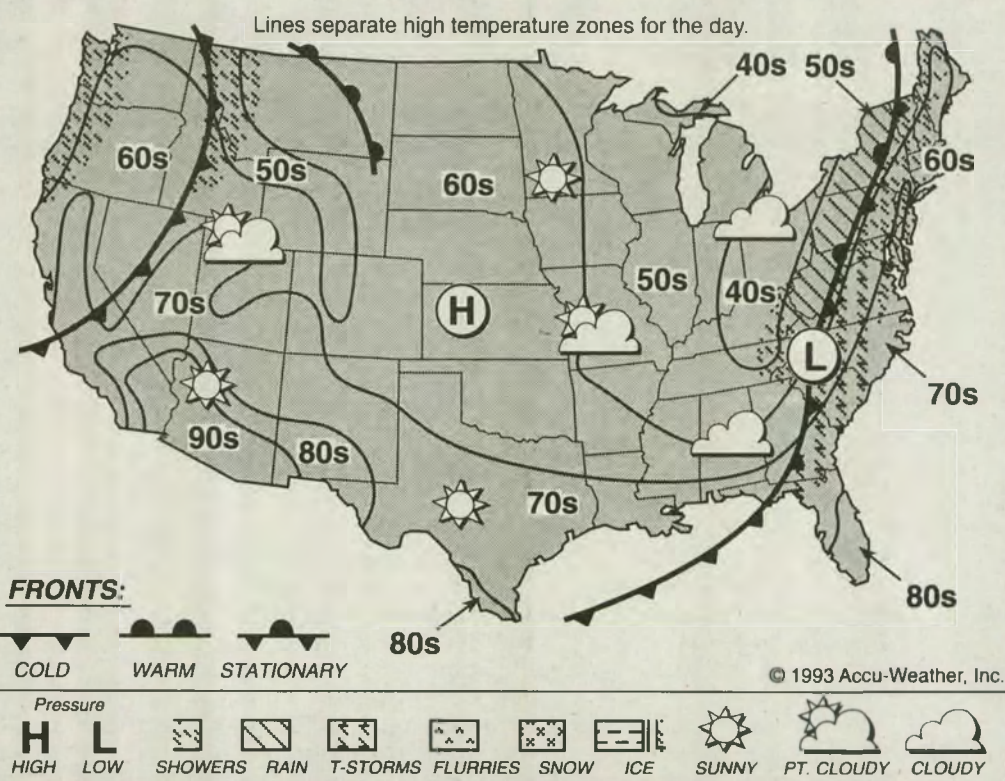 Lines separate high temperature zones for the day.
40s 50s
60s
50s
60s
60s
70s
H
50s
40s
L
70s
90s
80s
70s
80s
80s
FRONTS:
COLD WARM STATIONARY
© 1993 Accu-Weather, Inc.
Pressure
H L
HIGH LOW SHOWERS RAIN T-STORMS FLURRIES SNOW ICE SUNNY PT. CLOUDY CLOUDY